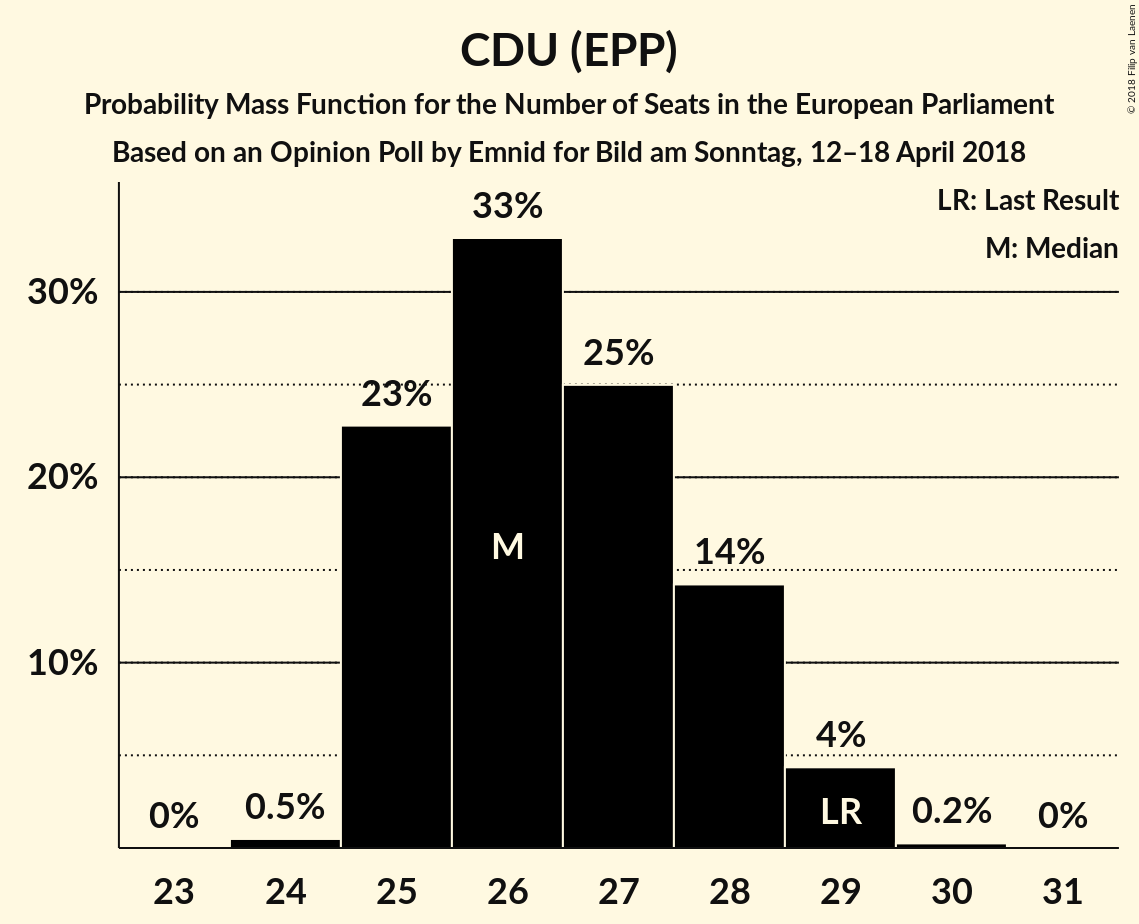 CDU (EPP)
Probability Mass Function for the Number of Seats in the European Parliament
Based on an Opinion Poll by Emnid for Bild am Sonntag, 12–18 April 2018
© 2018 Filip van Laenen
LR: Last Result
M: Median
33%
30%
25%
23%
20%
M
14%
10%
4%
0%
0.5%
LR
0.2%
0%
23 24 25 26 27 28 29 30 31